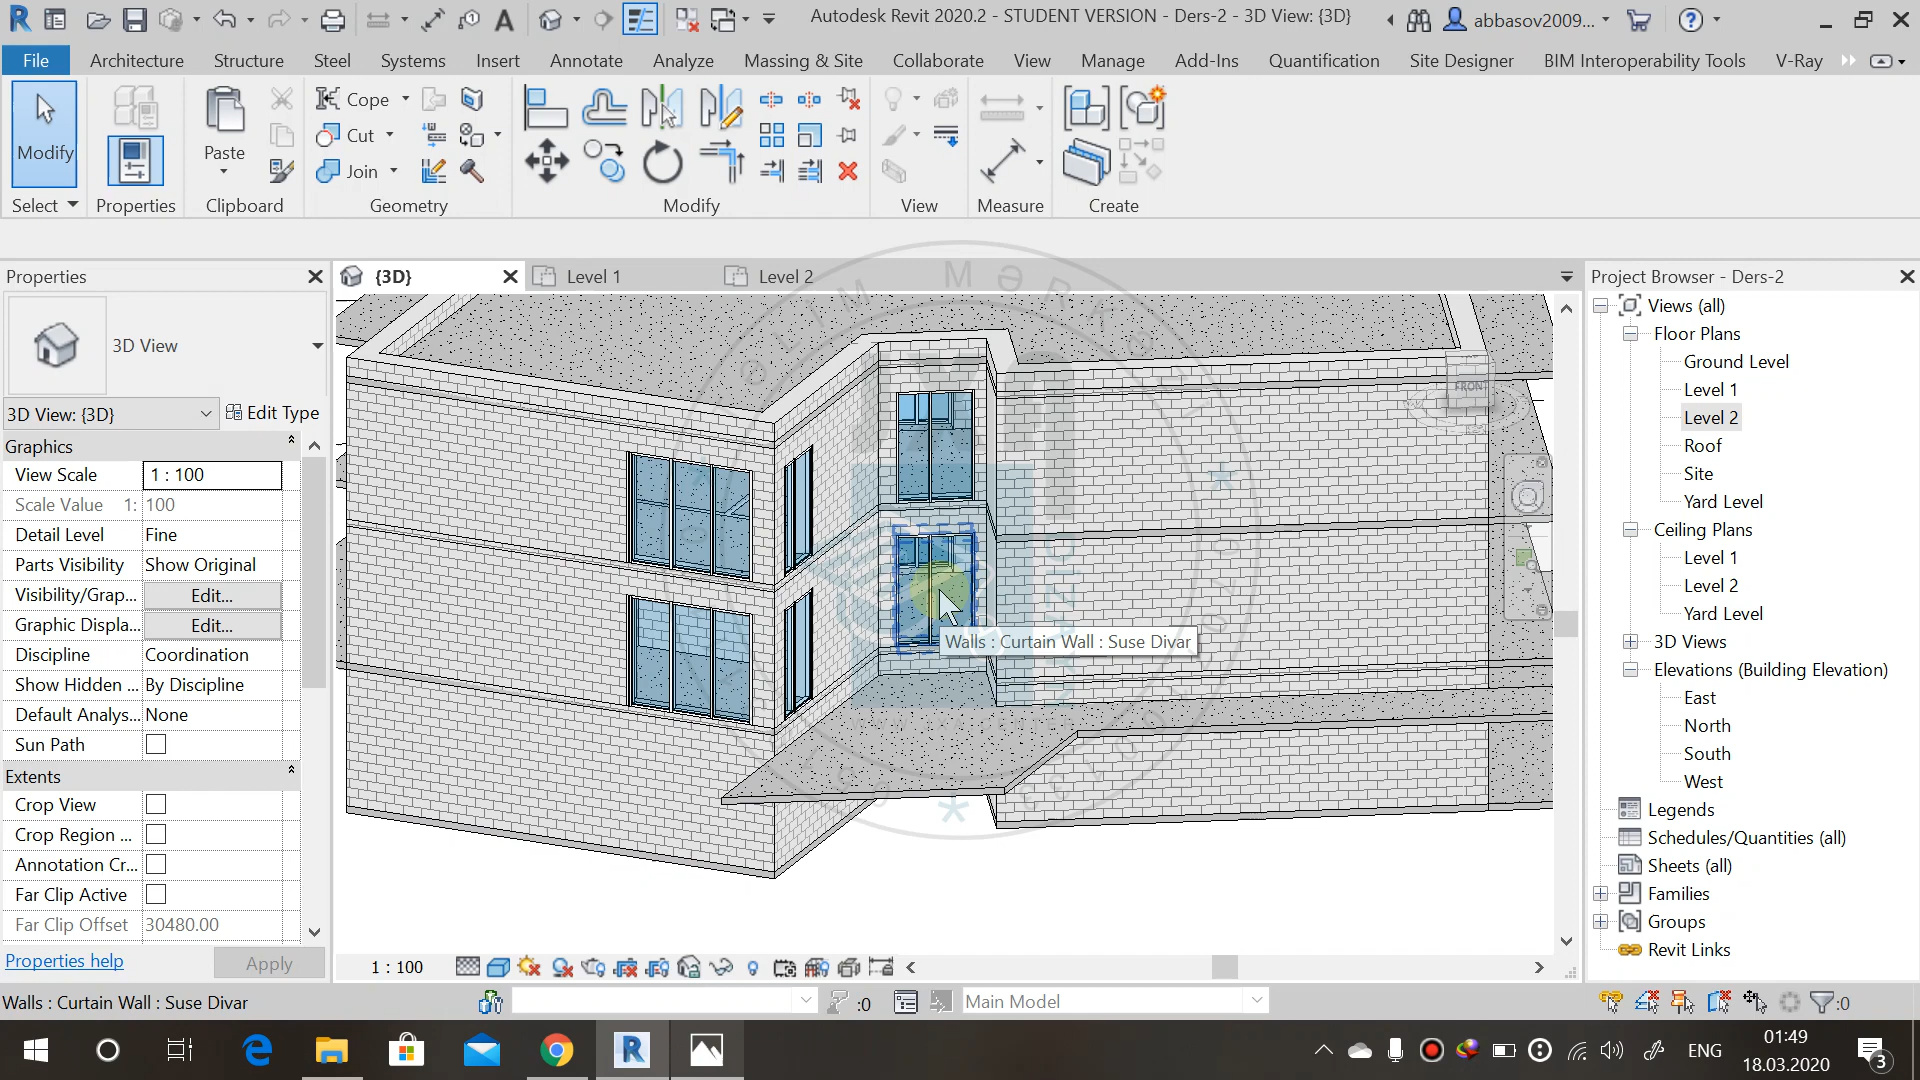 Autodesk Revit 2020.2 - STUDENT VERSION - Ders-2 - 3D View: {3D}
abbasov2009...
File Architecture Structure Steel Systems Insert Annotate Analyze Massing & Site Collaborate View Manage Add-Ins Quantification Site Designer BIM Interoperability Tools V-Ray
Modify
Paste
Cope
Cut
Join
Select Properties Clipboard Geometry Modify View Measure Create
Properties
{3D}
Level 1
Level 2
Project Browser - Ders-2
3D View
3D View: {3D}
Edit Type
Graphics
View Scale 1 : 100
Scale Value 1: 100
Detail Level Fine
Parts Visibility Show Original
Visibility/Grap... Edit...
Graphic Displa... Edit...
Discipline Coordination
Show Hidden ... By Discipline
Default Analys... None
Sun Path
Extents
Crop View
Crop Region ...
Annotation Cr...
Far Clip Active
Far Clip Offset 30480.00
Properties help
Apply
FRONT
Walls : Curtain Wall : Suse Divar
Views (all)
Floor Plans
Ground Level
Level 1
Level 2
Roof
Site
Yard Level
Ceiling Plans
Level 1
Level 2
Yard Level
3D Views
Elevations (Building Elevation)
East
North
South
West
Legends
Schedules/Quantities (all)
Sheets (all)
Families
Groups
Revit Links
1 : 100
Walls : Curtain Wall : Suse Divar
:0
Main Model
:0
ENG
01:49
18.03.2020
3